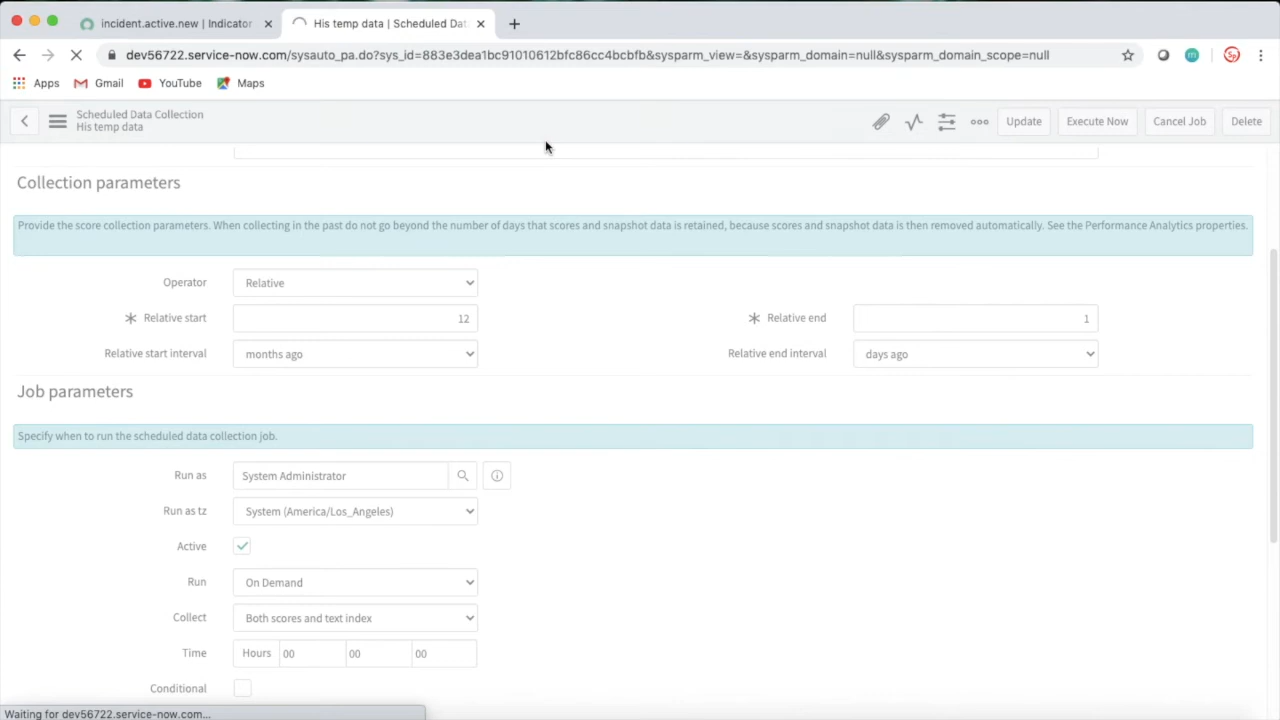 incident.active.new | Indicator
His temp data | Scheduled Dat
dev56722.service-now.com/sysauto_pa.do?sys_id=883e3dea1bc91010612bfc86cc4bcbfb&sysparm_view=&sysparm_domain=null&sysparm_domain_scope=null
Sp
Apps
Gmail
YouTube
Maps
Scheduled Data Collection
His temp data
Update
Execute Now
Cancel Job
Delete
Collection parameters
Provide the score collection parameters. When collecting in the past do not go beyond the number of days that scores and snapshot data is retained, because scores and snapshot data is then removed automatically. See the Performance Analytics properties.
Operator
Relative
Relative start
12
Relative end
1
Relative start interval
months ago
Relative end interval
days ago
Job parameters
Specify when to run the scheduled data collection job.
Run as
System Administrator
Run as tz
System (America/Los_Angeles)
Active
Run
On Demand
Collect
Both scores and text index
Time
Hours
00
00
00
Conditional
Waiting for dev56722.service-now.com...